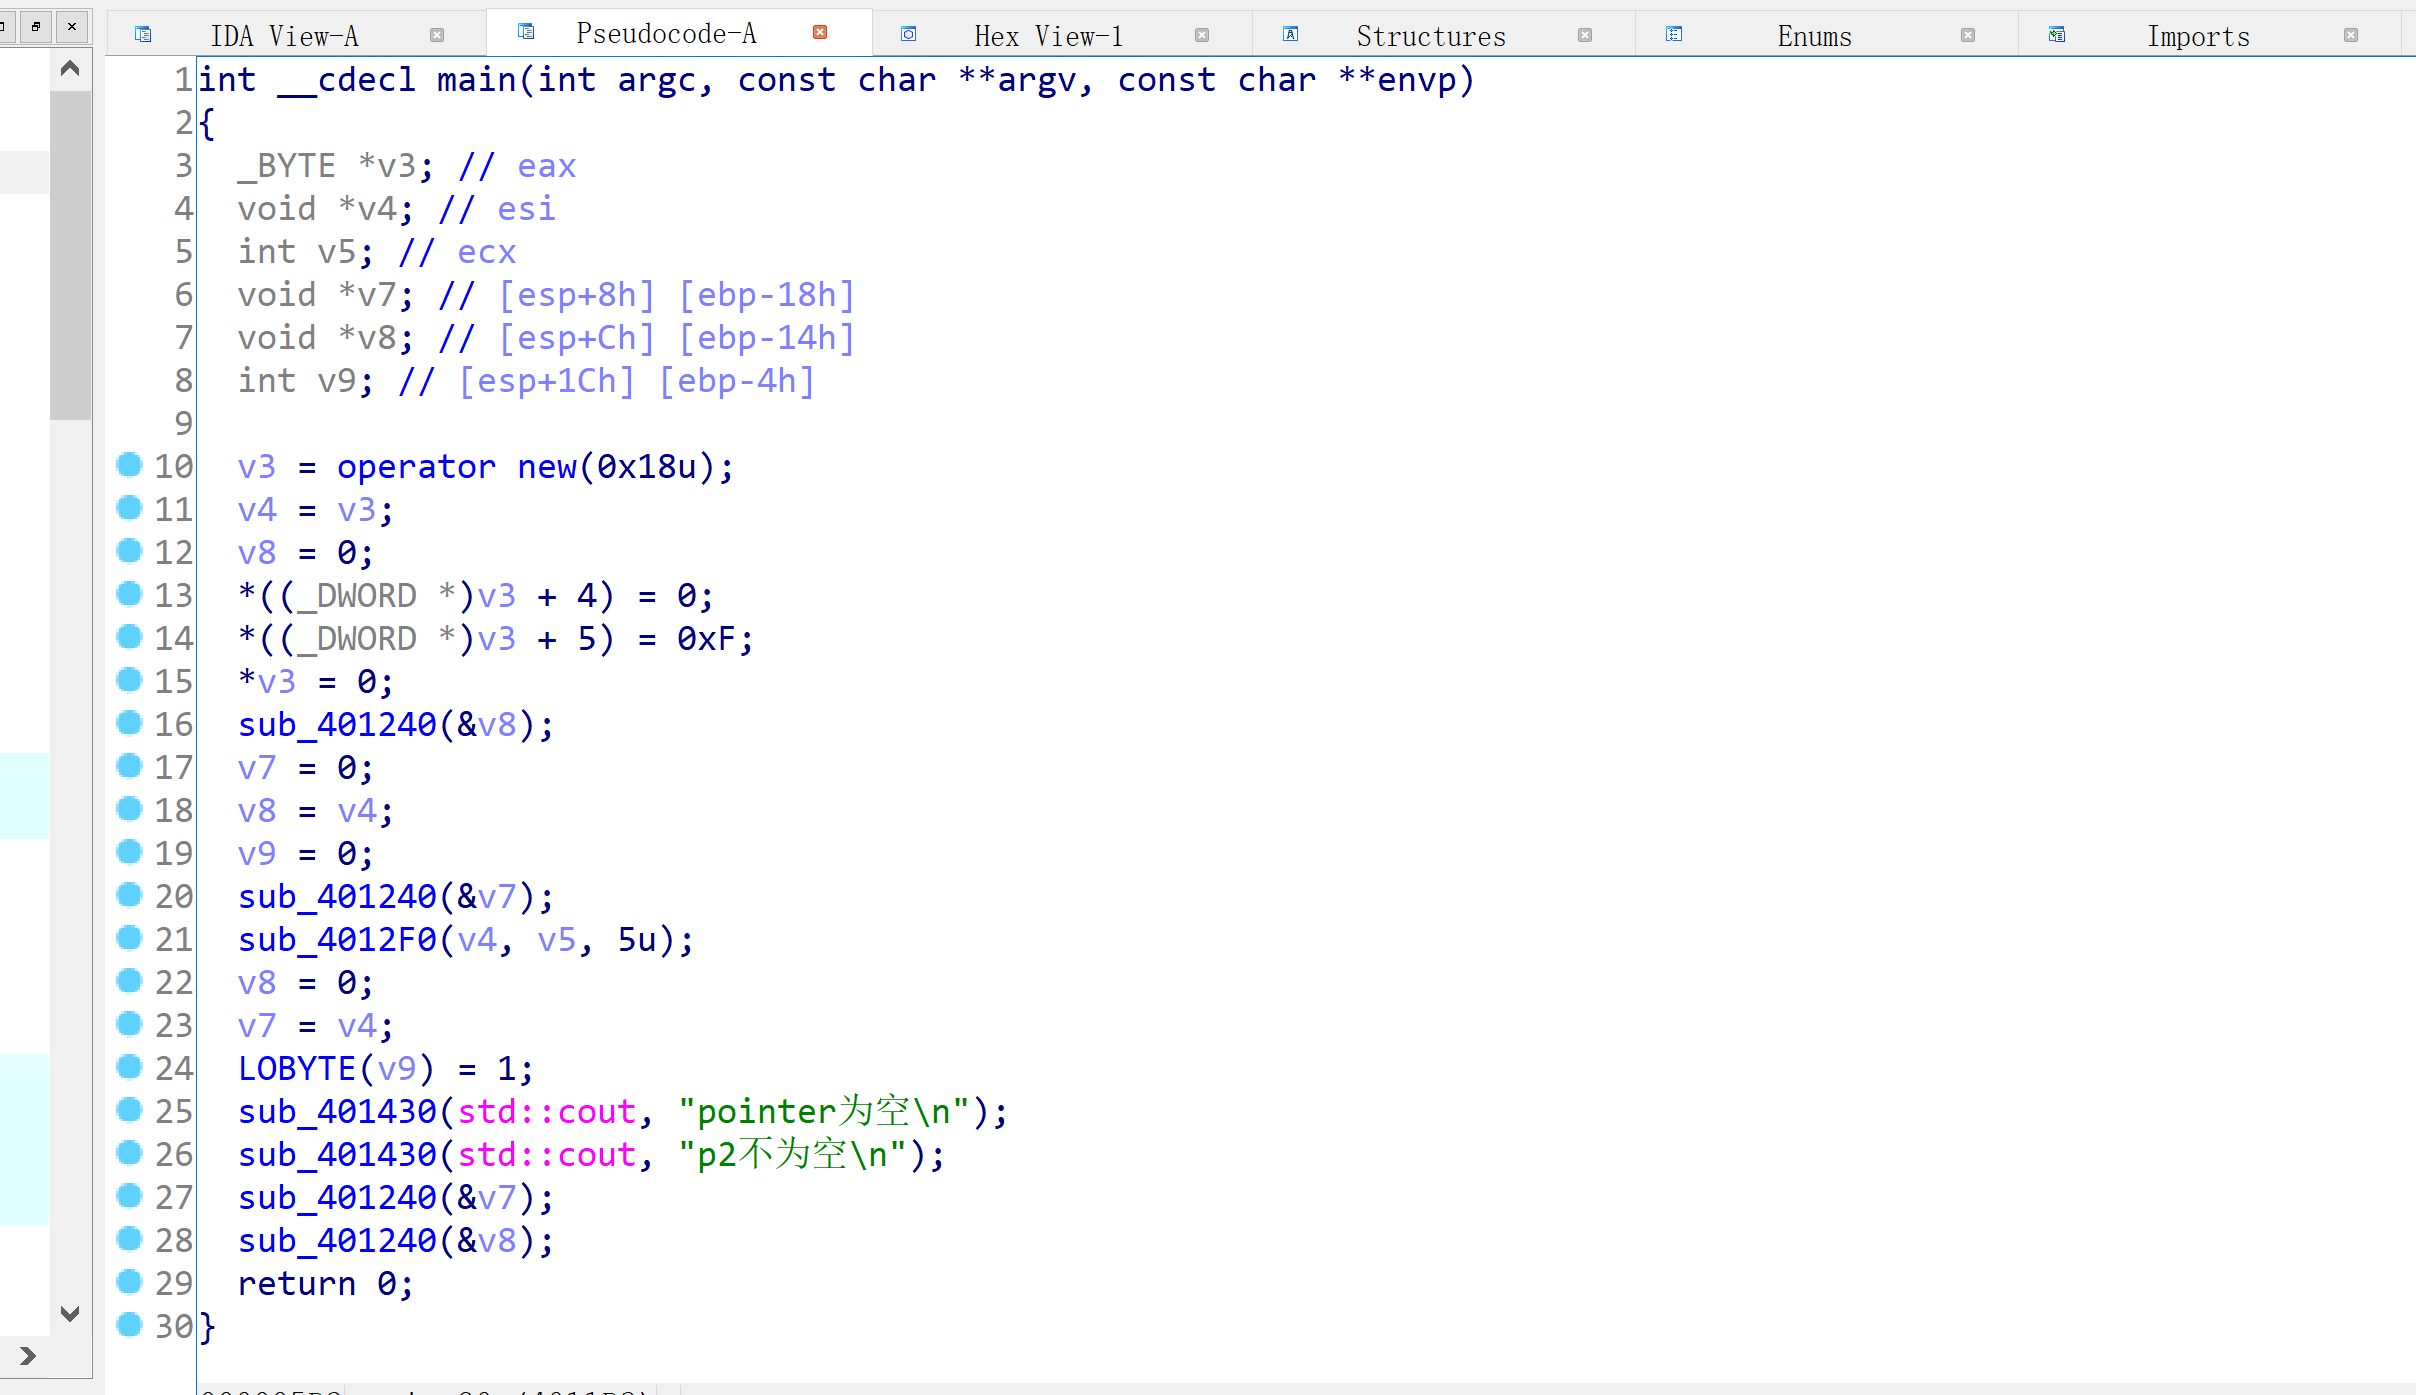 IDA View-A Pseudocode-A Hex View-1 Structures Enums Imports
1 int __cdecl main(int argc, const char **argv, const char **envp)
2 {
3 _BYTE *v3; // eax
4 void *v4; // esi
5 int v5; // ecx
6 void *v7; // [esp+8h] [ebp-18h]
7 void *v8; // [esp+Ch] [ebp-14h]
8 int v9; // [esp+1Ch] [ebp-4h]
9
10 v3 = operator new(0x18u);
11 v4 = v3;
12 v8 = 0;
13 *((_DWORD *)v3 + 4) = 0;
14 *((_DWORD *)v3 + 5) = 0xF;
15 *v3 = 0;
16 sub_401240(&v8);
17 v7 = 0;
18 v8 = v4;
19 v9 = 0;
20 sub_401240(&v7);
21 sub_4012F0(v4, v5, 5u);
22 v8 = 0;
23 v7 = v4;
24 LOBYTE(v9) = 1;
25 sub_401430(std::cout, "pointer为空\n");
26 sub_401430(std::cout, "p2不为空\n");
27 sub_401240(&v7);
28 sub_401240(&v8);
29 return 0;
30 }